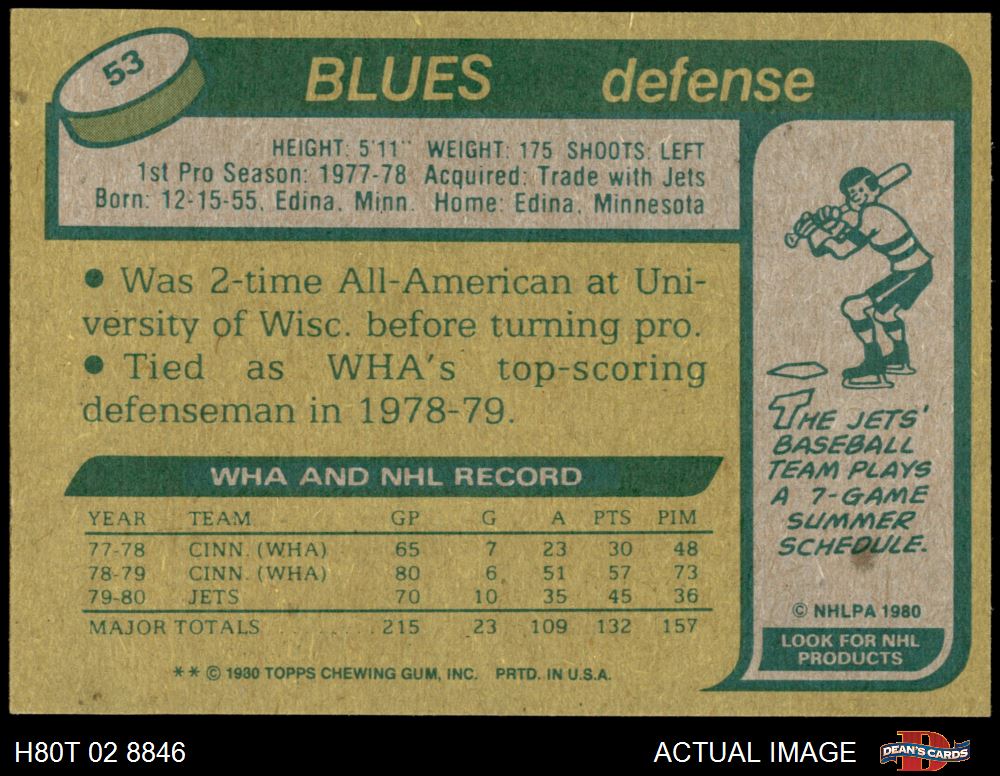 53
BLUES defense
HEIGHT: 5'11" WEIGHT: 175 SHOOTS: LEFT
1st Pro Season: 1977-78 Acquired: Trade with Jets
Born: 12-15-55, Edina, Minn. Home: Edina, Minnesota
• Was 2-time All-American at Uni-
versity of Wisc. before turning pro.
• Tied as WHA's top-scoring
defenseman in 1978-79.
WHA AND NHL RECORD
YEAR TEAM GP G A PTS PIM
77-78 CINN. (WHA) 65 7 23 30 48
78-79 CINN. (WHA) 80 6 51 57 73
79-80 JETS 70 10 35 45 36
MAJOR TOTALS 215 23 109 132 157
** © 1980 TOPPS CHEWING GUM, INC. PRTD. IN U.S.A.
THE JETS'
BASEBALL
TEAM PLAYS
A 7-GAME
SUMMER
SCHEDULE.
© NHLPA 1980
LOOK FOR NHL
PRODUCTS
H80T 02 8846
ACTUAL IMAGE
D
DEAN'S CARDS